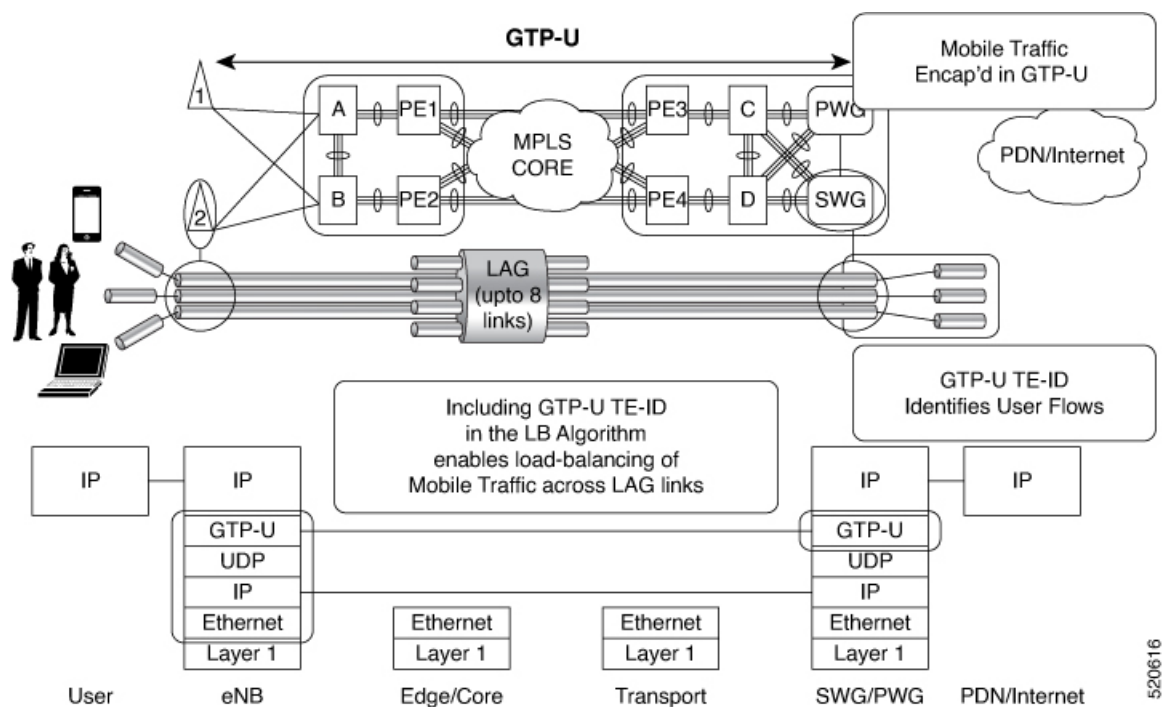 GTP-U
Mobile Traffic
Encap'd in GTP-U
1
A
PE1
PE3
C
PWG
MPLS
CORE
PDN/Internet
2
B
PE2
PE4
D
SWG
LAG
(upto 8
links)
GTP-U TE-ID
Identifies User Flows
Including GTP-U TE-ID
in the LB Algorithm
enables load-balancing of
Mobile Traffic across LAG links
IP
IP
IP
IP
GTP-U
GTP-U
UDP
UDP
IP
IP
Ethernet
Ethernet
Ethernet
Ethernet
Layer 1
Layer 1
Layer 1
Layer 1
User
eNB
Edge/Core
Transport
SWG/PWG
PDN/Internet
520616